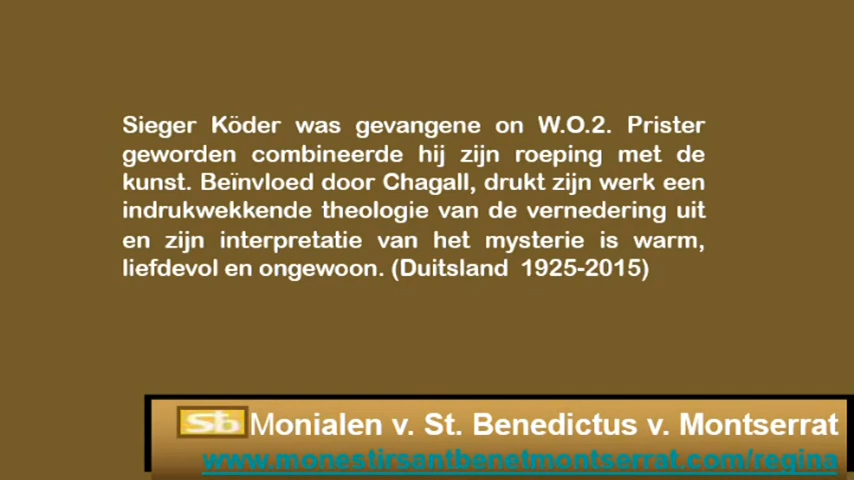 Sieger Köder was gevangene on W.O.2. Prister
geworden combineerde hij zijn roeping met de
kunst. Beïnvloed door Chagall, drukt zijn werk een
indrukwekkende theologie van de vernedering uit
en zijn interpretatie van het mysterie is warm,
liefdevol en ongewoon. (Duitsland 1925-2015)
Sb Monialen v. St. Benedictus v. Montserrat
www.monestirsantbenetmontserrat.com/regina